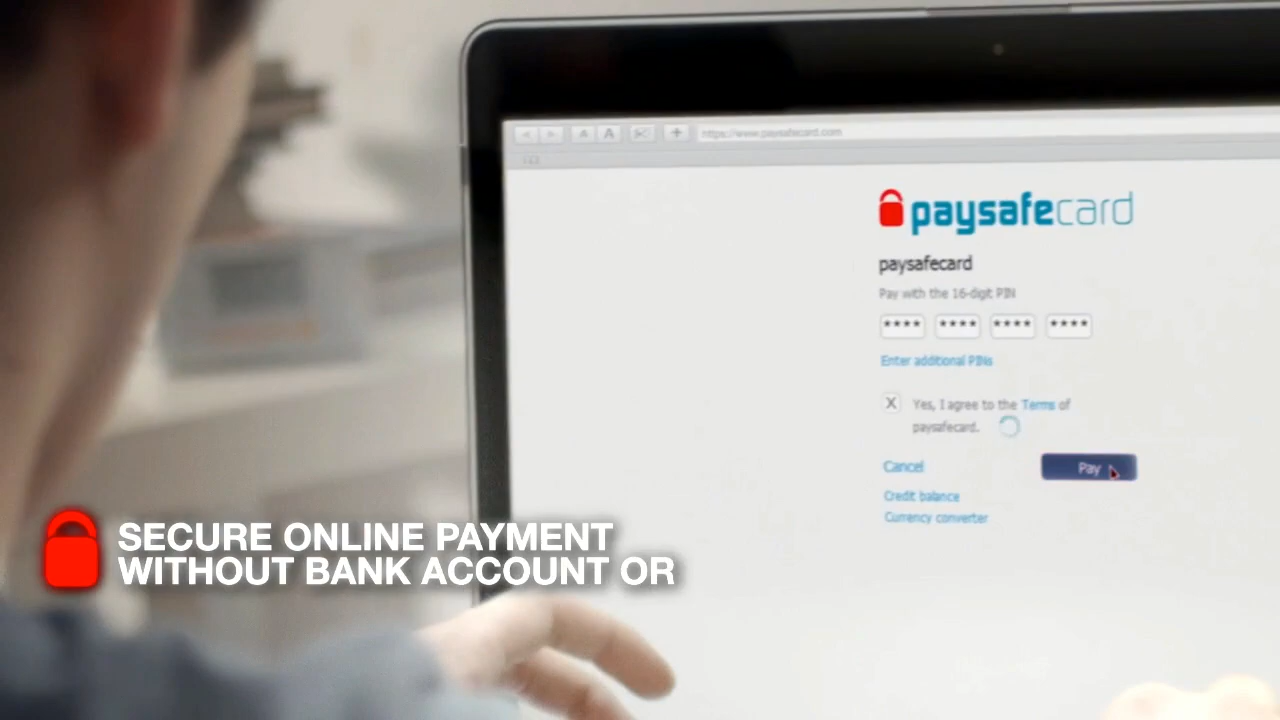 A A + https://www.paysafecard.com
paysafecard
paysafecard
Pay with the 16-digit PIN
**** **** **** ****
Enter additional PINs
X Yes, I agree to the Terms of
paysafecard.
Cancel Pay
Credit balance
Currency converter
SECURE ONLINE PAYMENT
WITHOUT BANK ACCOUNT OR